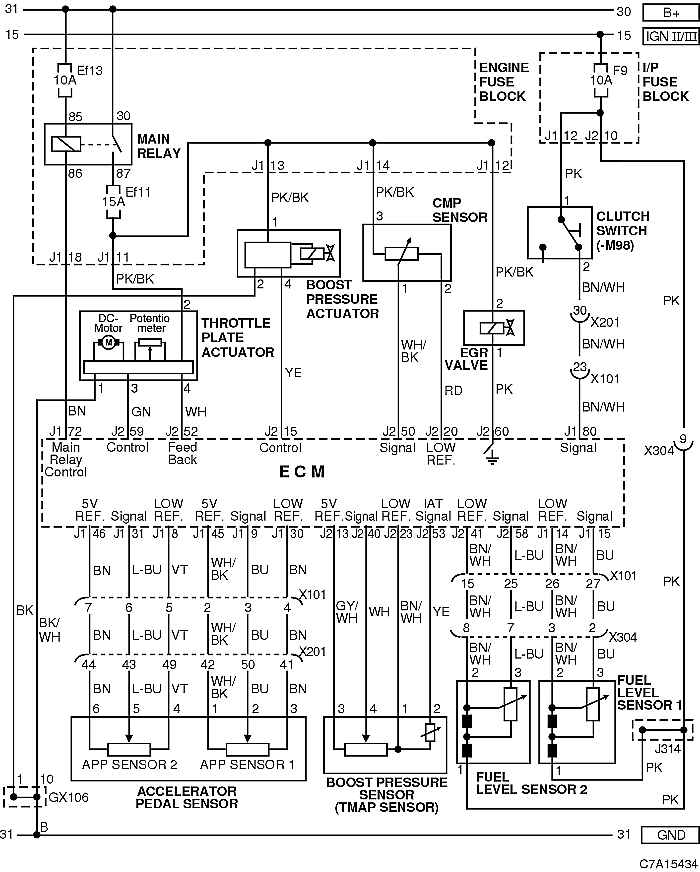 31 30 B+
15 15 IGN II/III
Ef13
10A
ENGINE
FUSE
BLOCK
F9
10A
I/P
FUSE
BLOCK
85 30
MAIN
RELAY
86 87
Ef11
15A
J1 13 J1 14 J1 12 J1 12 J2 10
PK/BK PK/BK PK
1 3 1
CMP
SENSOR
CLUTCH
SWITCH
(-M98)
J1 18 J1 11
PK/BK
2 4 1 2 2
PK/BK
BOOST
PRESSURE
ACTUATOR
BN/WH
PK
2 2
DC-
Motor
M
Potentio
meter
THROTTLE
PLATE
ACTUATOR
30 X201
BN/WH
EGR
VALVE
1
WH/
BK
YE
23 X101
1 3 4
BN GN WH
RD PK BN/WH
J1 72 J2 59 J2 52 J2 15 J2 50 J2 20 J2 60 J1 80
Main
Relay
Control
Control
Feed
Back
Control
Signal
LOW
REF.
Signal
9
X304
ECM
5V
REF.
Signal
LOW
REF.
5V
REF.
Signal
LOW
REF.
5V
REF.
Signal
LOW
REF.
IAT
Signal
LOW
REF.
Signal
LOW
REF.
Signal
J1 46 J1 31 J1 8 J1 45 J1 9 J1 30 J2 13 J2 40 J2 23 J2 53 J2 41 J2 58 J1 14 J1 15
BN L-BU VT WH/BK BU BN
BN/WH L-BU BN/WH BU
X101
15 25 26 27 X101
PK
7 6 5 2 3 4
BK BK/WH
GY/WH WH BN/WH YE
BN/WH L-BU BN/WH BU
BN L-BU VT WH/BK BU BN
8 7 3 2 X304
X201
44 43 49 42 50 41
BN/WH L-BU BN/WH BU
BN L-BU VT WH/BK BU BN
2 3 2 3
FUEL
LEVEL
SENSOR 1
6 5 4 1 2 3
3 4 1 2
APP SENSOR 2 APP SENSOR 1
J314
1 1
PK
ACCELERATOR
PEDAL SENSOR
BOOST PRESSURE
SENSOR
(TMAP SENSOR)
FUEL
LEVEL SENSOR 2
1 10
GX106
PK
B
31 31 GND
C7A15434